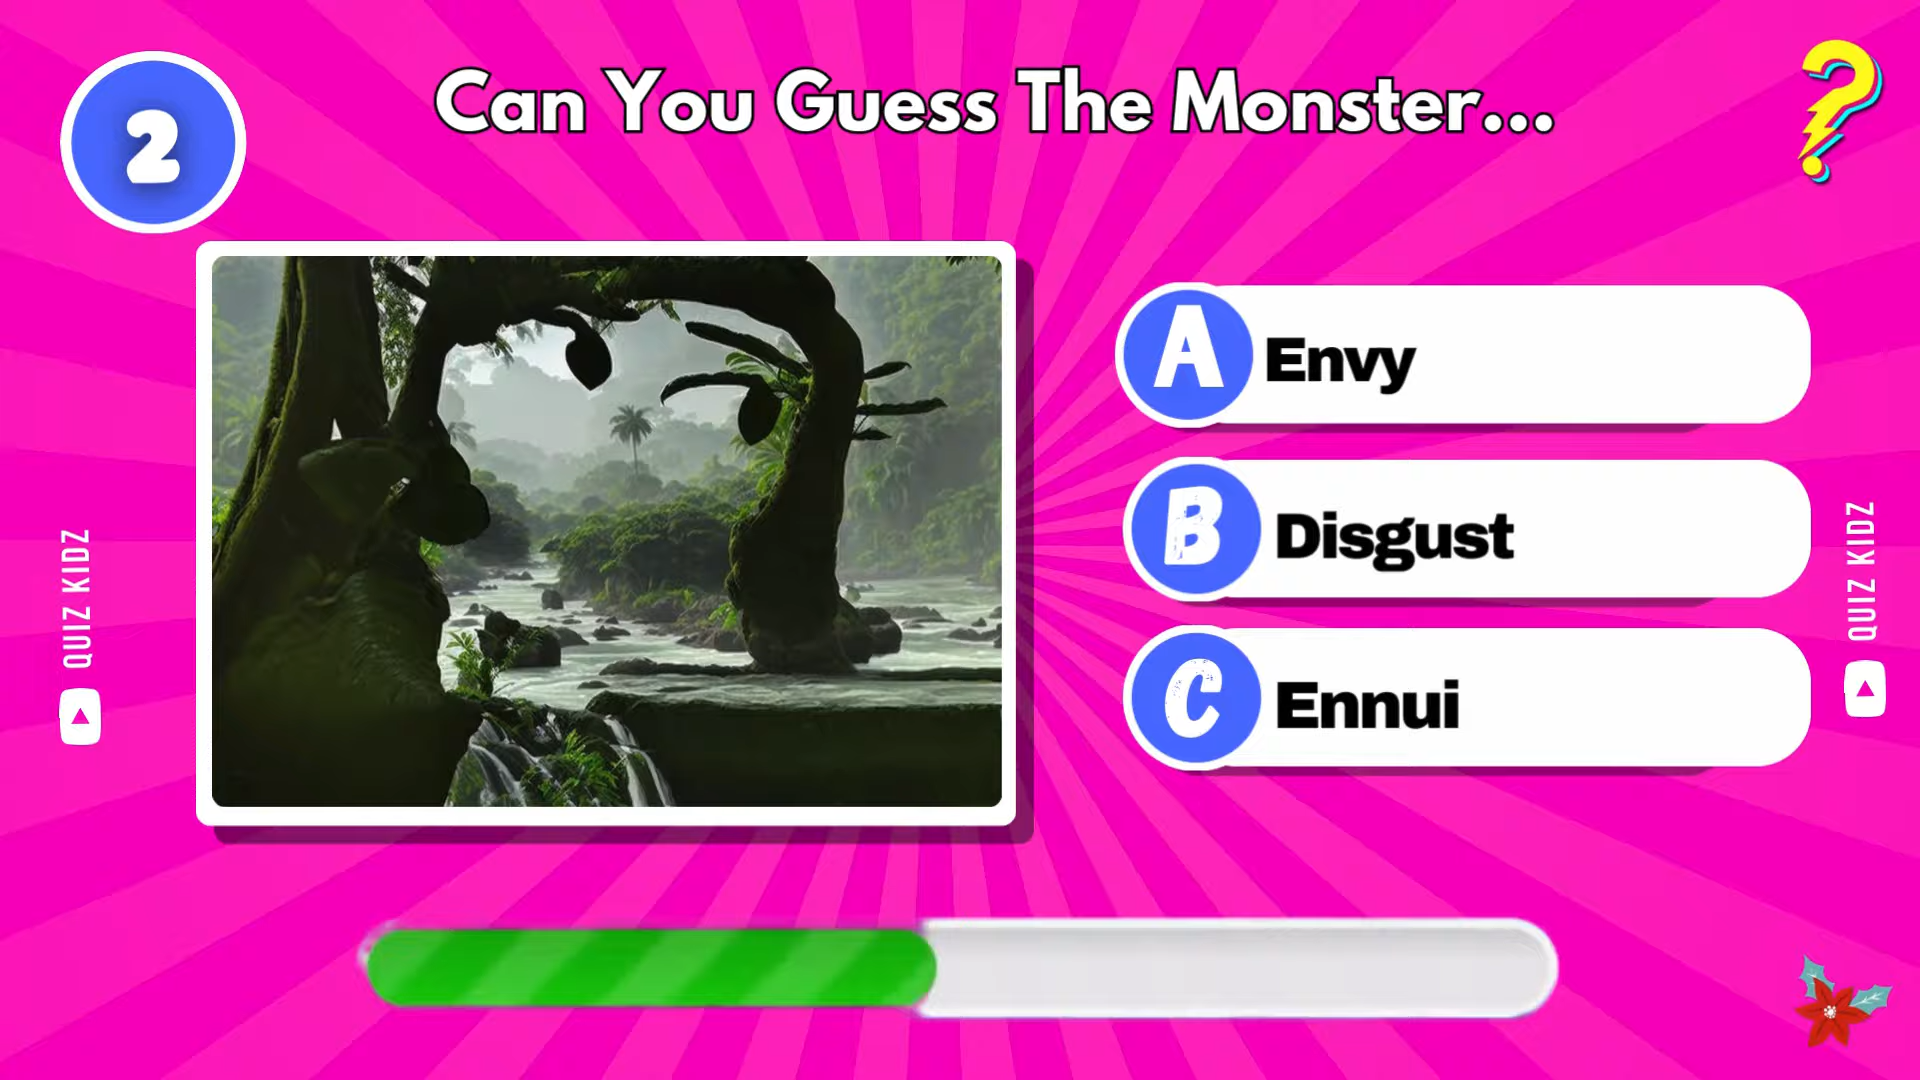 2
Can You Guess The Monster...
A Envy
B Disgust
C Ennui
QUIZ KIDZ
QUIZ KIDZ